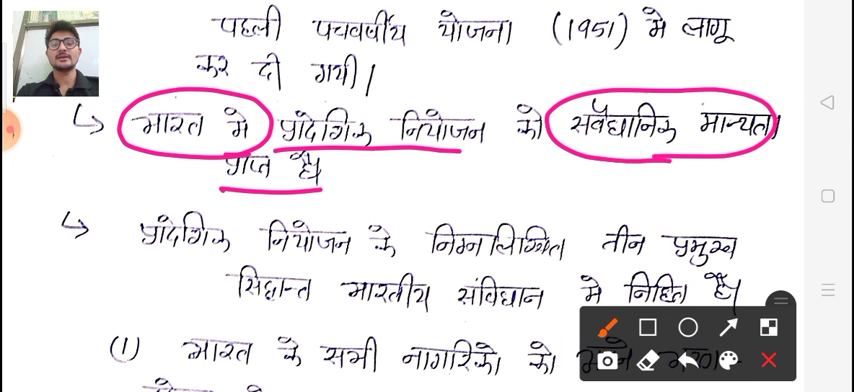 पहली पंचवर्षीय योजना (1951) मे लागू
कर दी गयी।
↳ भारत मे प्रादेशिक नियोजन को संवैधानिक मान्यता
प्राप्त है।
↳ प्रादेशिक नियोजन के निम्नलिखित तीन प्रमुख
सिद्धान्त भारतीय संविधान मे निहित है।
(1) भारत के सभी नागरिको को